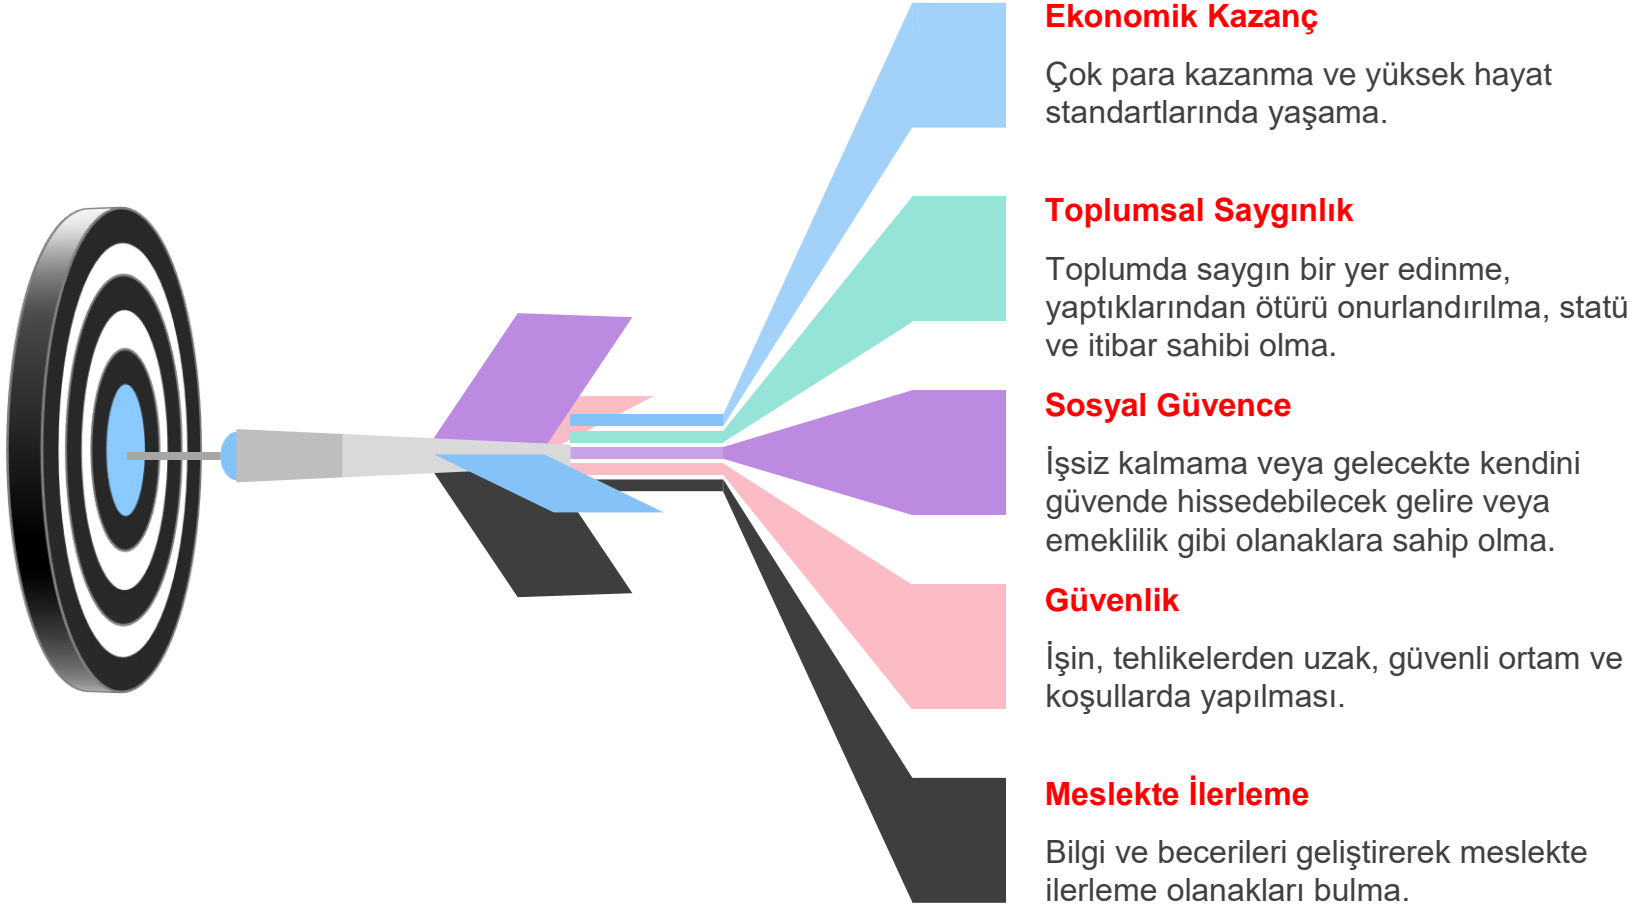 Ekonomik Kazanç
Çok para kazanma ve yüksek hayat
standartlarında yaşama.
Toplumsal Saygınlık
Toplumda saygın bir yer edinme,
yaptıklarından ötürü onurlandırılma, statü
ve itibar sahibi olma.
Sosyal Güvence
İşsiz kalmama veya gelecekte kendini
güvende hissedebilecek gelire veya
emeklilik gibi olanaklara sahip olma.
Güvenlik
İşin, tehlikelerden uzak, güvenli ortam ve
koşullarda yapılması.
Meslekte İlerleme
Bilgi ve becerileri geliştirerek meslekte
ilerleme olanakları bulma.